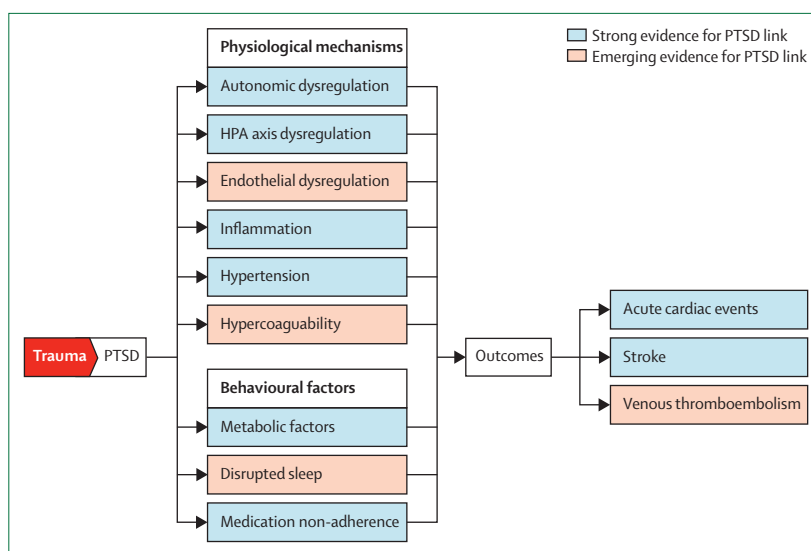 Physiological mechanisms
Autonomic dysregulation
HPA axis dysregulation
Endothelial dysregulation
Inflammation
Hypertension
Hypercoaguability
Trauma
PTSD
Behavioural factors
Metabolic factors
Disrupted sleep
Medication non-adherence
Outcomes
Strong evidence for PTSD link
Emerging evidence for PTSD link
Acute cardiac events
Stroke
Venous thromboembolism